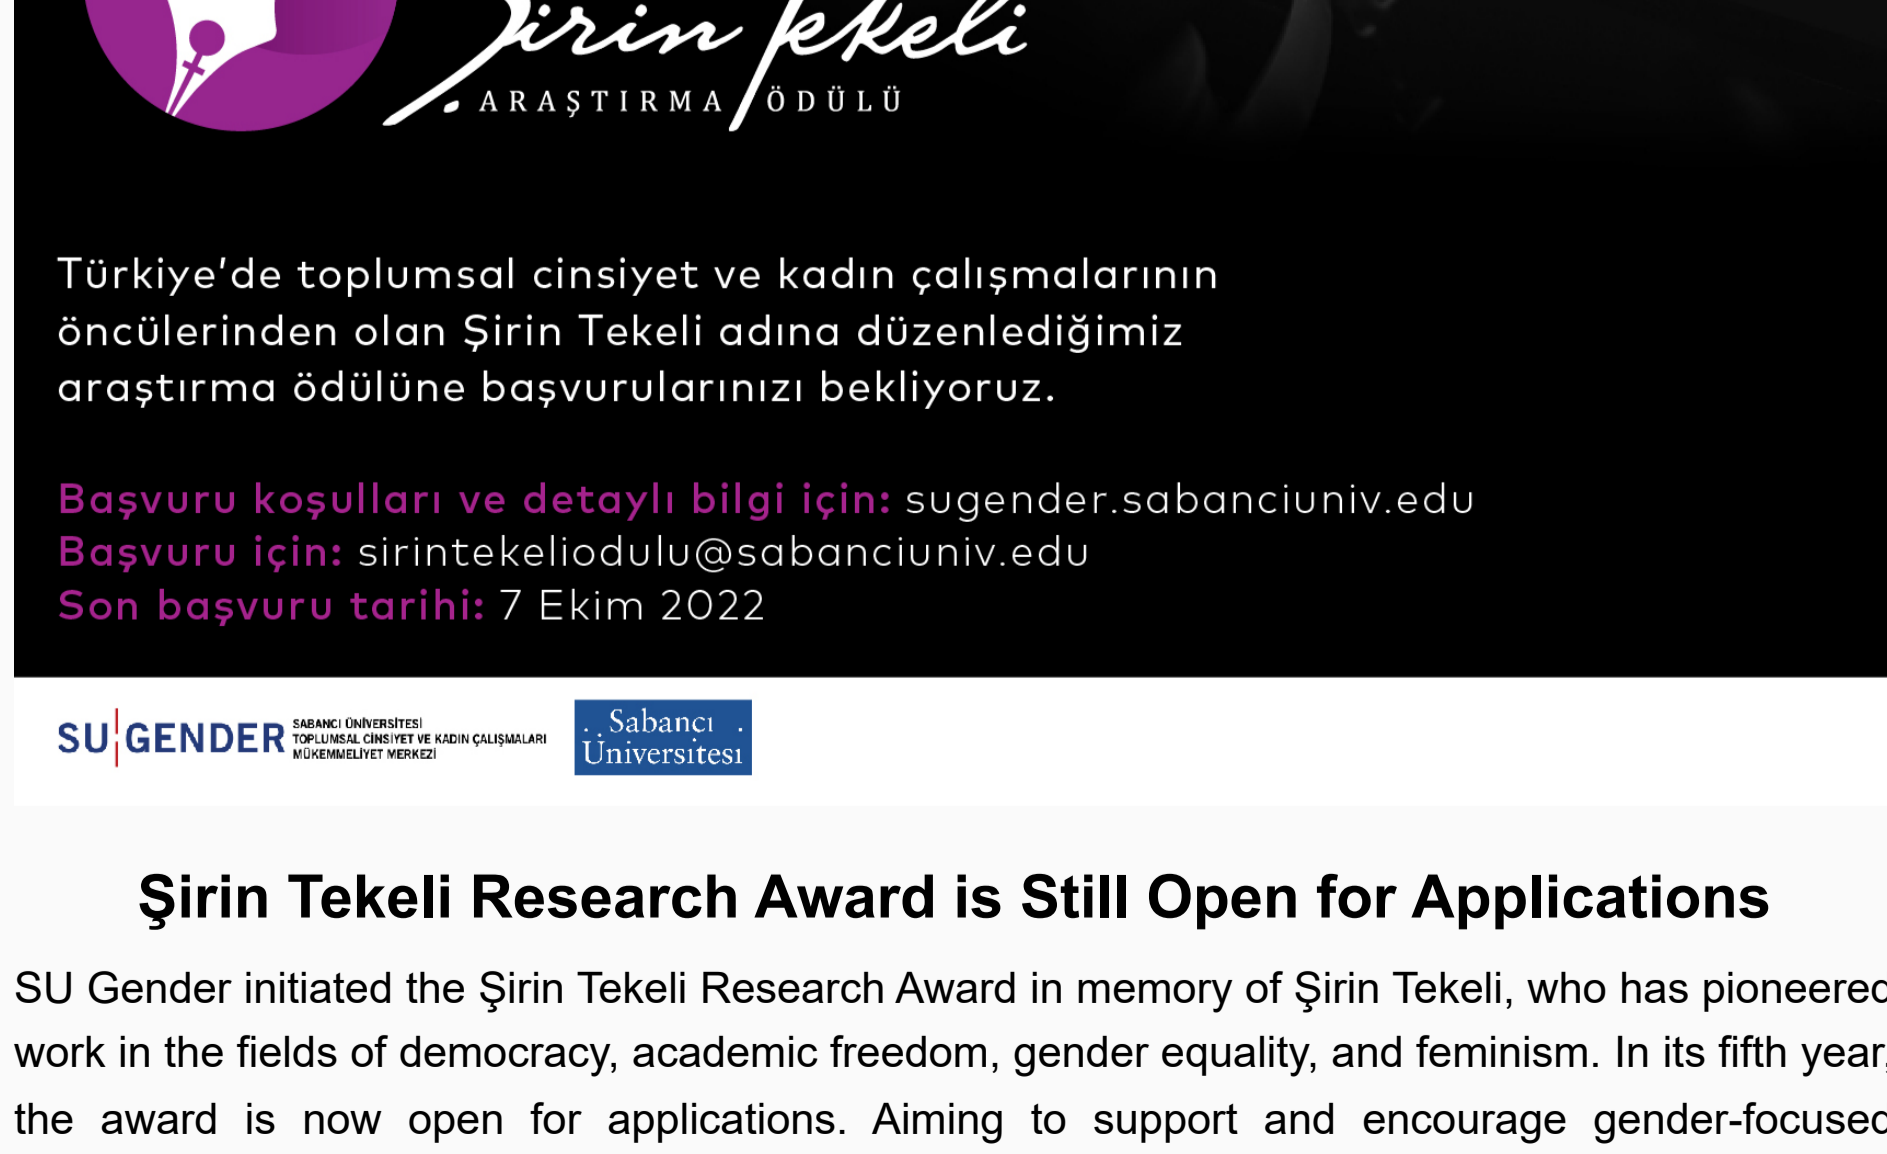 Şirin Tekeli
ARAŞTIRMA ÖDÜLÜ
Türkiye'de toplumsal cinsiyet ve kadın çalışmalarının
öncülerinden olan Şirin Tekeli adına düzenlediğimiz
araştırma ödülüne başvurularınızı bekliyoruz.
Başvuru koşulları ve detaylı bilgi için: sugender.sabanciuniv.edu
Başvuru için: sirintekeliodulu@sabanciuniv.edu
Son başvuru tarihi: 7 Ekim 2022
SU GENDER
SABANCI ÜNİVERSİTESİ
TOPLUMSAL CİNSİYET VE KADIN ÇALIŞMALARI
MÜKEMMELİYET MERKEZİ
Sabancı
Üniversitesi
Şirin Tekeli Research Award is Still Open for Applications
SU Gender initiated the Şirin Tekeli Research Award in memory of Şirin Tekeli, who has pioneered
work in the fields of democracy, academic freedom, gender equality, and feminism. In its fifth year,
the award is now open for applications. Aiming to support and encourage gender-focused